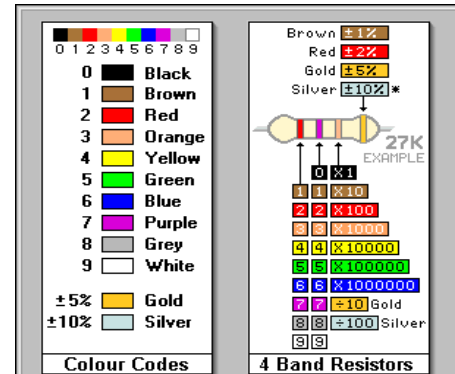 0 1 2 3 4 5 6 7 8 9
0 Black
1 Brown
2 Red
3 Orange
4 Yellow
5 Green
6 Blue
7 Purple
8 Grey
9 White
±5% Gold
±10% Silver
Colour Codes
Brown ±1%
Red ±2%
Gold ±5%
Silver ±10% *
27K
EXAMPLE
0 X1
1 1 X10
2 2 X100
3 3 X1000
4 4 X10000
5 5 X100000
6 6 X1000000
7 7 ÷10 Gold
8 8 ÷100 Silver
9 9
4 Band Resistors